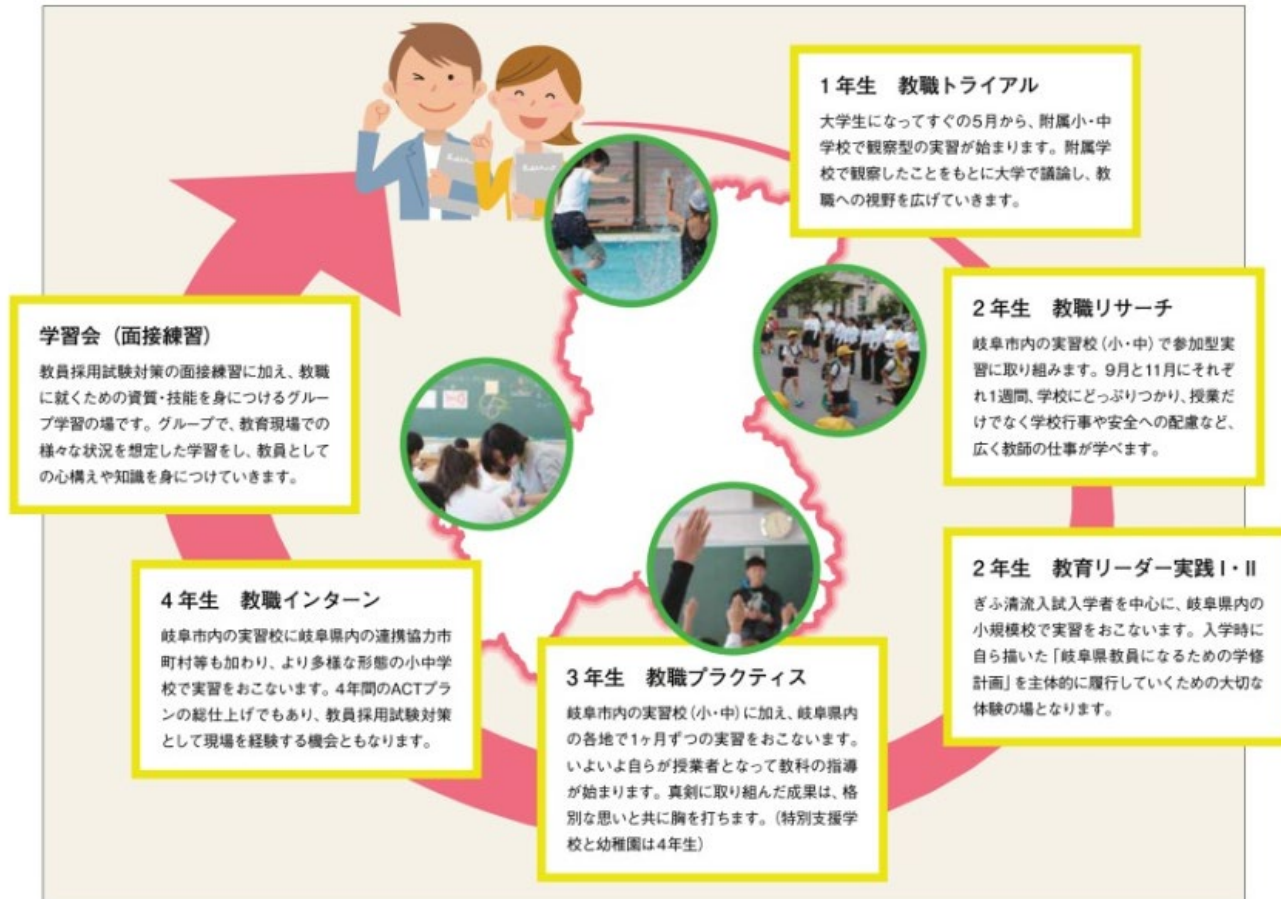 1年生　教職トライアル
大学生になってすぐの5月から、附属小・中
学校で観察型の実習が始まります。附属学
校で観察したことをもとに大学で議論し、教
職への視野を広げていきます。
2年生　教職リサーチ
岐阜市内の実習校（小・中）で参加型実
習に取り組みます。9月と11月にそれぞ
れ1週間、学校にどっぷりつかり、授業だ
けでなく学校行事や安全への配慮など、
広く教師の仕事が学べます。
2年生　教育リーダー実践Ⅰ・Ⅱ
ぎふ清流入試入学者を中心に、岐阜県内の
小規模校で実習をおこないます。入学時に
自ら描いた「岐阜県教員になるための学修
計画」を主体的に履行していくための大切な
体験の場となります。
3年生　教職プラクティス
岐阜市内の実習校（小・中）に加え、岐阜県内
の各地で1ヶ月ずつの実習をおこないます。
いよいよ自らが授業者となって教科の指導
が始まります。真剣に取り組んだ成果は、格
別な思いと共に胸を打ちます。（特別支援学
校と幼稚園は4年生）
4年生　教職インターン
岐阜市内の実習校に岐阜県内の連携協力市
町村等も加わり、より多様な形態の小中学
校で実習をおこないます。4年間のACTプラ
ンの総仕上げでもあり、教員採用試験対策
として現場を経験する機会ともなります。
学習会（面接練習）
教員採用試験対策の面接練習に加え、教職
に就くための資質・技能を身につけるグルー
プ学習の場です。グループで、教育現場での
様々な状況を想定した学習をし、教員として
の心構えや知識を身につけていきます。